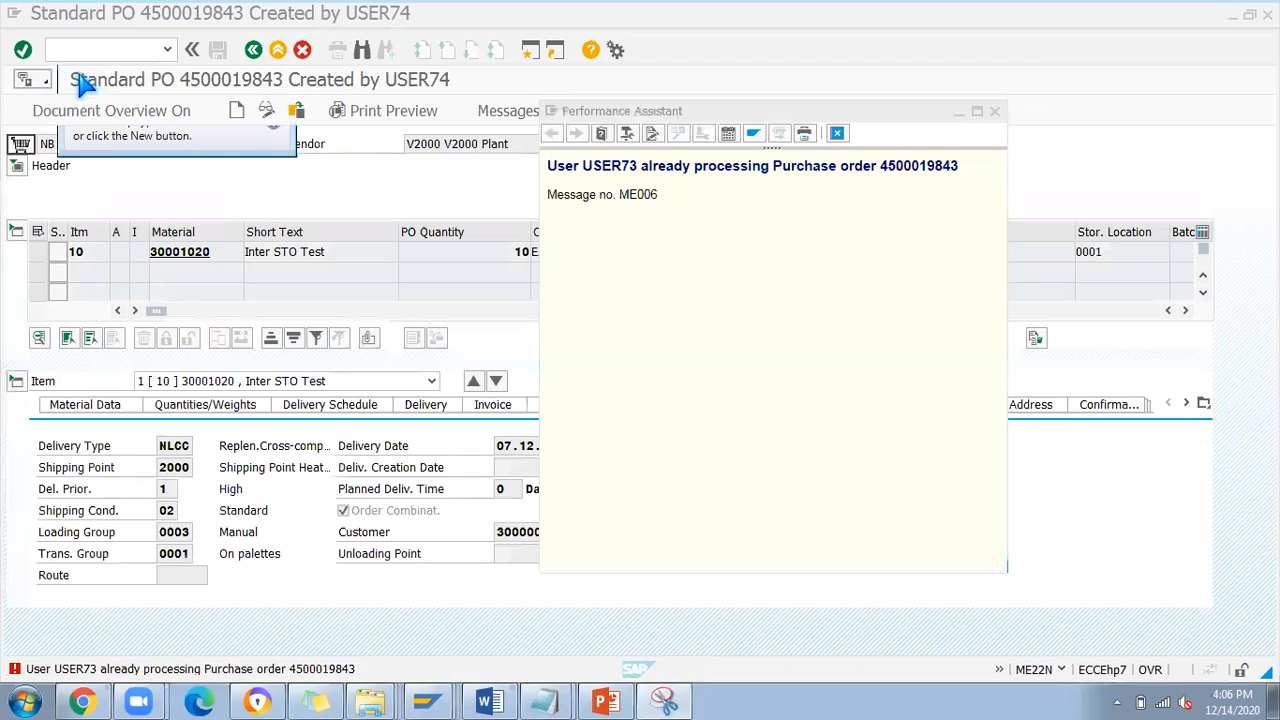 Standard PO 4500019843 Created by USER74
Standard PO 4500019843 Created by USER74
Document Overview On
Print Preview
Messages
Performance Assistant
or click the New button.
NB
endor
V2000 V2000 Plant
Header
User USER73 already processing Purchase order 4500019843
Message no. ME006
S.. Itm A I Material Short Text PO Quantity Stor. Location Batc
10 30001020 Inter STO Test 10 0001
Item 1 [ 10 ] 30001020 , Inter STO Test
Material Data Quantities/Weights Delivery Schedule Delivery Invoice Address Confirma...
Delivery Type NLCC Replen.Cross-comp... Delivery Date 07.12.
Shipping Point 2000 Shipping Point Heat... Deliv. Creation Date
Del. Prior. 1 High Planned Deliv. Time 0 Da
Shipping Cond. 02 Standard Order Combinat.
Loading Group 0003 Manual Customer 300000
Trans. Group 0001 On palettes Unloading Point
Route
User USER73 already processing Purchase order 4500019843
SAP
» ME22N ECCEhp7 OVR
4:06 PM
12/14/2020